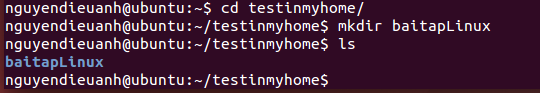 nguyendieuanh@ubuntu:~$ cd testinmyhome/
nguyendieuanh@ubuntu:~/testinmyhome$ mkdir baitapLinux
nguyendieuanh@ubuntu:~/testinmyhome$ ls
baitapLinux
nguyendieuanh@ubuntu:~/testinmyhome$